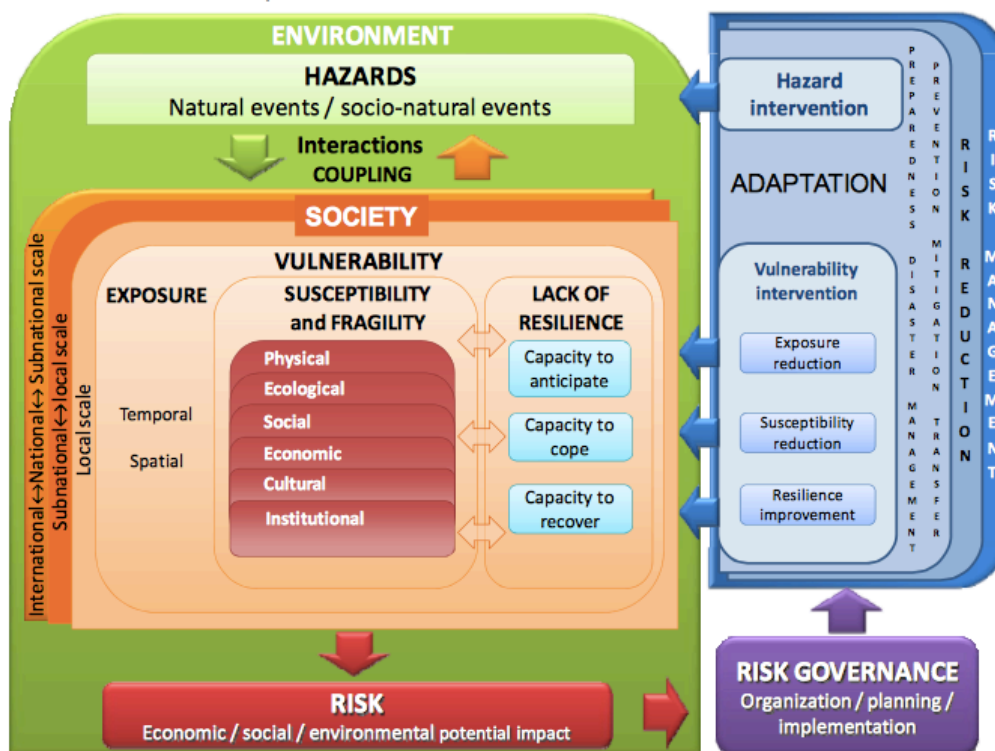 ENVIRONMENT
HAZARDS
Natural events / socio-natural events
Interactions
COUPLING
SOCIETY
VULNERABILITY
EXPOSURE
Temporal
Spatial
SUSCEPTIBILITY
and FRAGILITY
Physical
Ecological
Social
Economic
Cultural
Institutional
LACK OF
RESILIENCE
Capacity to
anticipate
Capacity to
cope
Capacity to
recover
International↔National↔Subnational scale
Subnational↔local scale
Local scale
RISK
Economic / social / environmental potential impact
Hazard
intervention
ADAPTATION
Vulnerability
intervention
Exposure
reduction
Susceptibility
reduction
Resilience
improvement
PREPAREDNESS DISASTER MANAGEMENT
PREVENTION MITIGATION TRANSFER
RISK REDUCTION
RISK MANAGEMENT
RISK GOVERNANCE
Organization / planning /
implementation